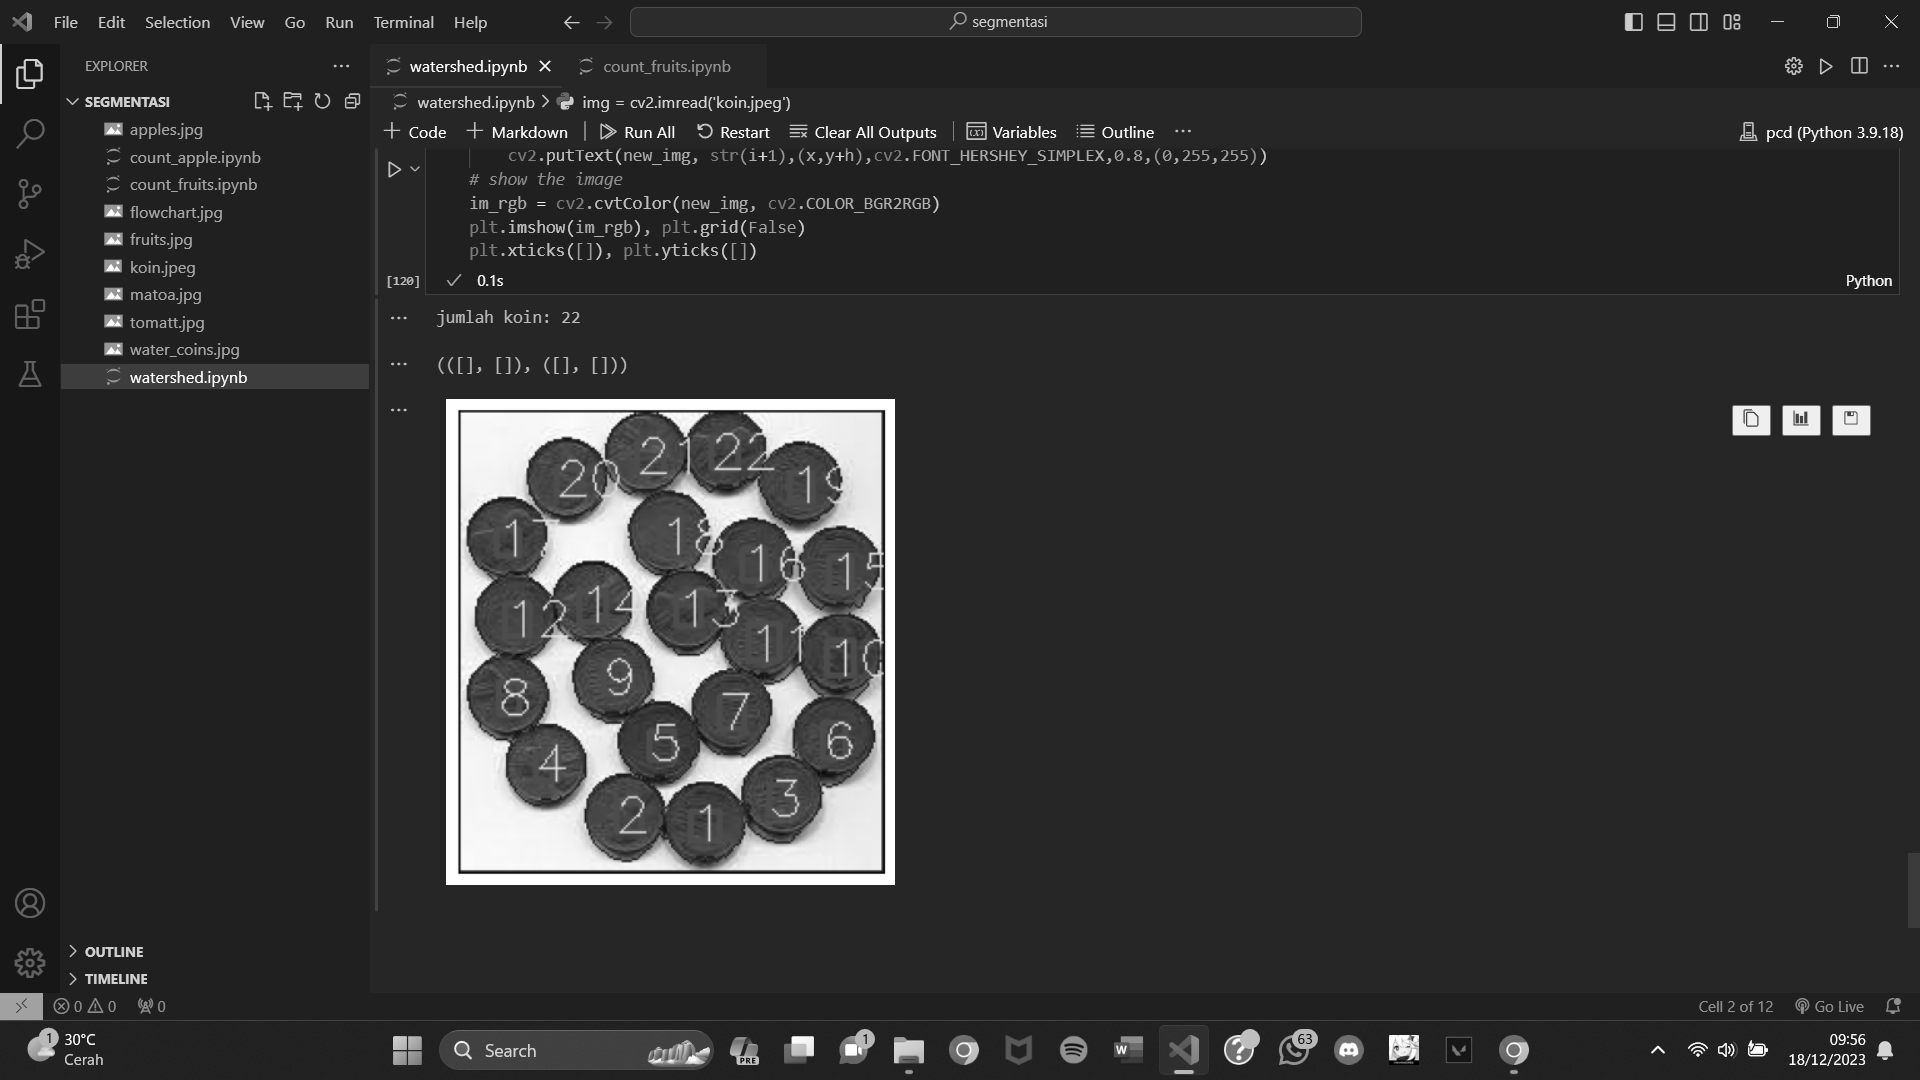 File Edit Selection View Go Run Terminal Help
segmentasi
EXPLORER
SEGMENTASI
apples.jpg
count_apple.ipynb
count_fruits.ipynb
flowchart.jpg
fruits.jpg
koin.jpeg
matoa.jpg
tomatt.jpg
water_coins.jpg
watershed.ipynb
OUTLINE
TIMELINE
watershed.ipynb count_fruits.ipynb
watershed.ipynb > img = cv2.imread('koin.jpeg')
+ Code + Markdown Run All Restart Clear All Outputs Variables Outline ...
pcd (Python 3.9.18)
cv2.putText(new_img, str(i+1),(x,y+h),cv2.FONT_HERSHEY_SIMPLEX,0.8,(0,255,255))
# show the image
im_rgb = cv2.cvtColor(new_img, cv2.COLOR_BGR2RGB)
plt.imshow(im_rgb), plt.grid(False)
plt.xticks([]), plt.yticks([])
[120] 0.1s Python
jumlah koin: 22
(([], []), ([], []))
20 21 22 19
17 18 16 15
12 14 13 11 10
8 9 7 6
4 5 3
2 1
0 0 0
Cell 2 of 12 Go Live
1 30°C
Cerah
Search
PRE
1
W
63
09:56
18/12/2023